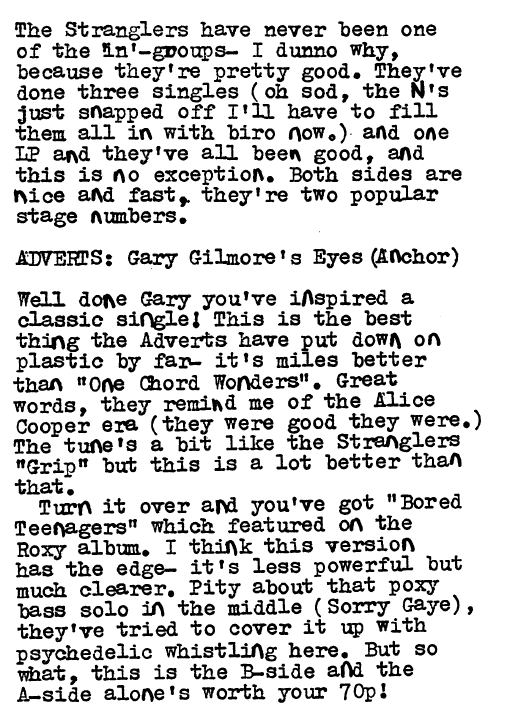 The Stranglers have never been one
of the 'in'-groups- I dunno why,
because they're pretty good. They've
done three singles (oh sod, the N's
just snapped off I'll have to fill
them all in with biro now.) and one
LP and they've all been good, and
this is no exception. Both sides are
nice and fast, they're two popular
stage numbers.
ADVERTS: Gary Gilmore's Eyes (Anchor)
Well done Gary you've inspired a
classic single! This is the best
thing the Adverts have put down on
plastic by far- it's miles better
than "One Chord Wonders". Great
words, they remind me of the Alice
Cooper era (they were good they were.)
The tune's a bit like the Stranglers
"Grip" but this is a lot better than
that.
Turn it over and you've got "Bored
Teenagers" which featured on the
Roxy album. I think this version
has the edge- it's less powerful but
much clearer. Pity about that poxy
bass solo in the middle (Sorry Gaye),
they've tried to cover it up with
psychedelic whistling here. But so
what, this is the B-side and the
A-side alone's worth your 70p!